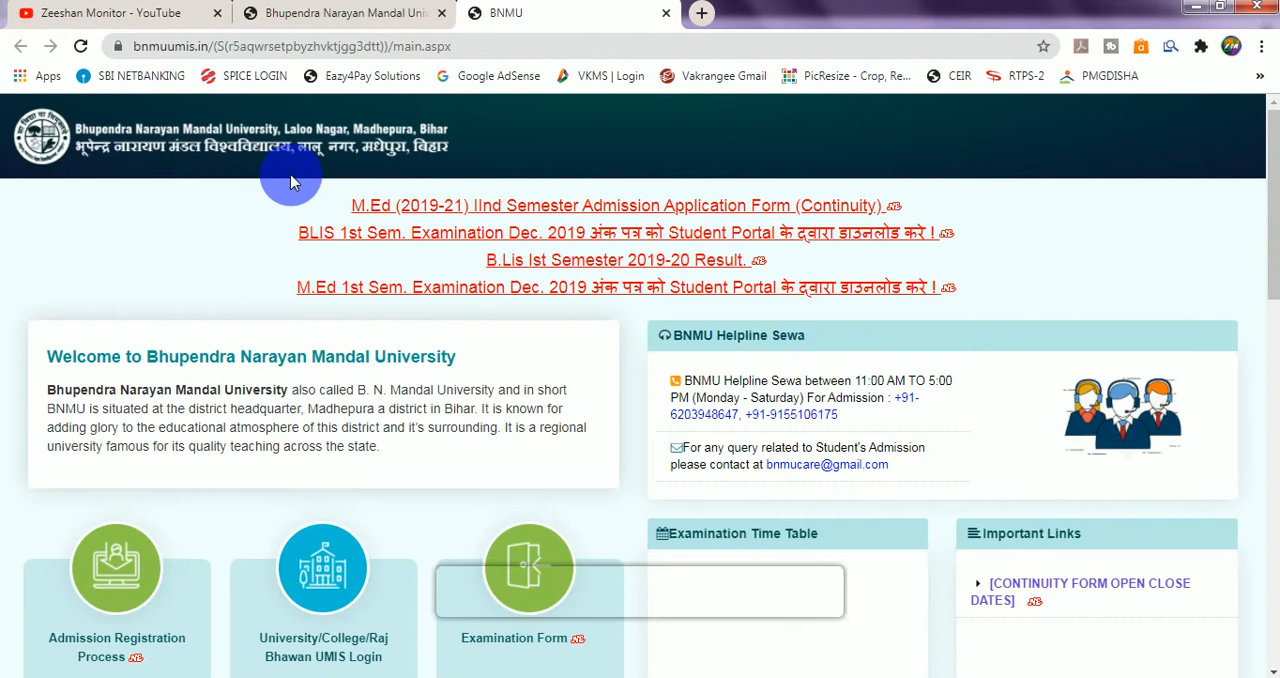 Zeeshan Monitor - YouTube
Bhupendra Narayan Mandal Uni
BNMU
bnmuumis.in/(S(r5aqwrsetpbyzhvktjgg3dtt))/main.aspx
Apps
SBI NETBANKING
SPICE LOGIN
Eazy4Pay Solutions
Google AdSense
VKMS | Login
Vakrangee Gmail
PicResize - Crop, Re...
CEIR
RTPS-2
PMGDISHA
»
Bhupendra Narayan Mandal University, Laloo Nagar, Madhepura, Bihar
भूपेन्द्र नारायण मंडल विश्वविद्यालय, लालू नगर, मधेपुरा, बिहार
M.Ed (2019-21) IInd Semester Admission Application Form (Continuity)
BLIS 1st Sem. Examination Dec. 2019 अंक पत्र को Student Portal के द्वारा डाउनलोड करे !
B.Lis Ist Semester 2019-20 Result.
M.Ed 1st Sem. Examination Dec. 2019 अंक पत्र को Student Portal के द्वारा डाउनलोड करे !
Welcome to Bhupendra Narayan Mandal University
Bhupendra Narayan Mandal University also called B. N. Mandal University and in short
BNMU is situated at the district headquarter, Madhepura a district in Bihar. It is known for
adding glory to the educational atmosphere of this district and it's surrounding. It is a regional
university famous for its quality teaching across the state.
BNMU Helpline Sewa
BNMU Helpline Sewa between 11:00 AM TO 5:00
PM (Monday - Saturday) For Admission : +91-
6203948647, +91-9155106175
For any query related to Student's Admission
please contact at bnmucare@gmail.com
Admission Registration
Process
University/College/Raj
Bhawan UMIS Login
Examination Form
Examination Time Table
Important Links
[CONTINUITY FORM OPEN CLOSE
DATES]